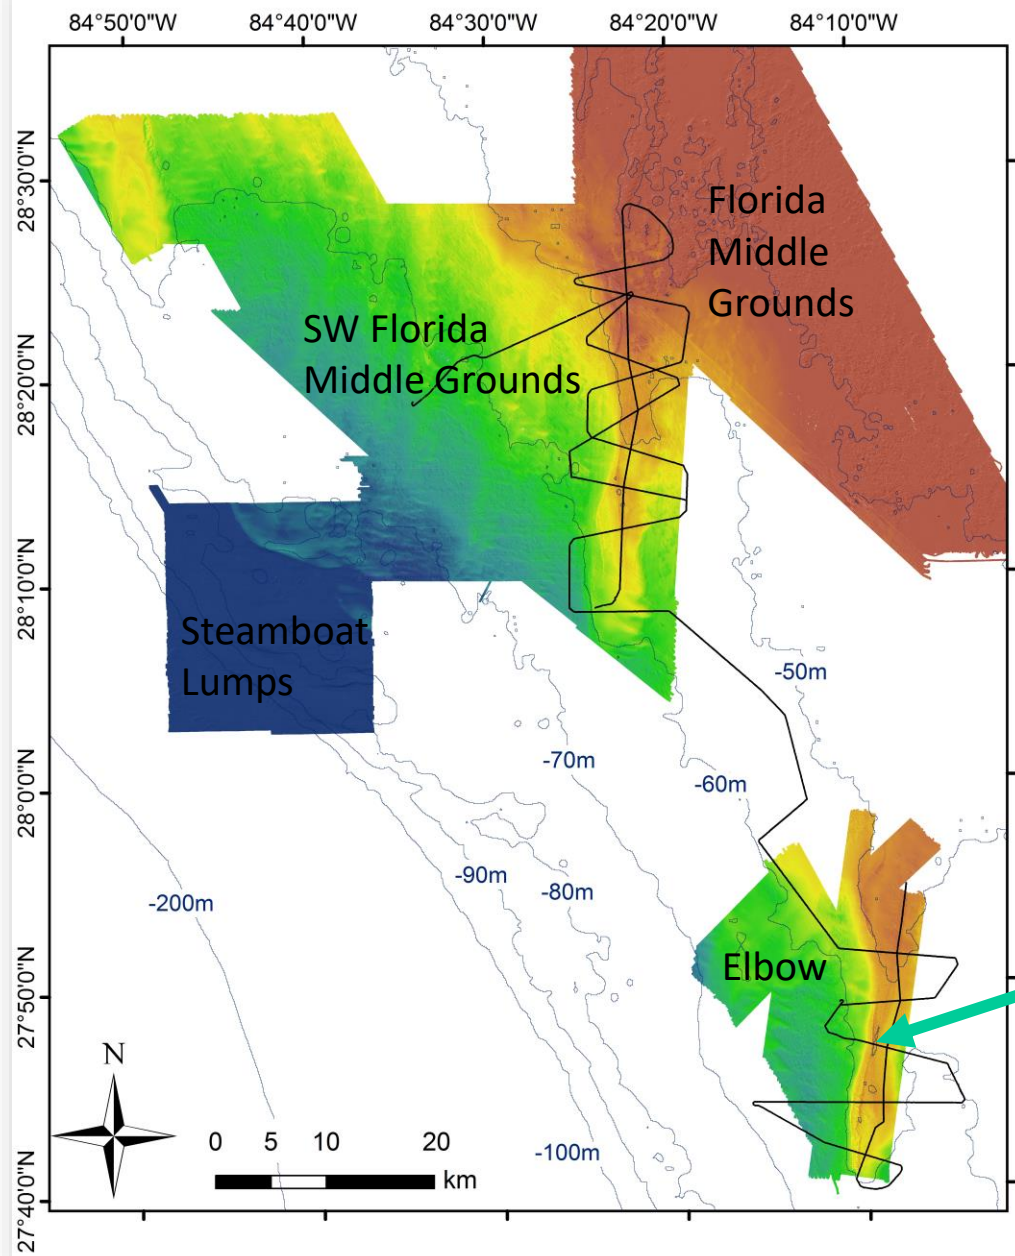 84°50'0"W 84°40'0"W 84°30'0"W 84°20'0"W 84°10'0"W
28°30'0"N
28°20'0"N
28°10'0"N
28°0'0"N
27°50'0"N
27°40'0"N
Florida
Middle
Grounds
SW Florida
Middle Grounds
Steamboat
Lumps
-50m
-70m
-60m
-90m
-80m
-200m
Elbow
-100m
N
0 5 10 20
km